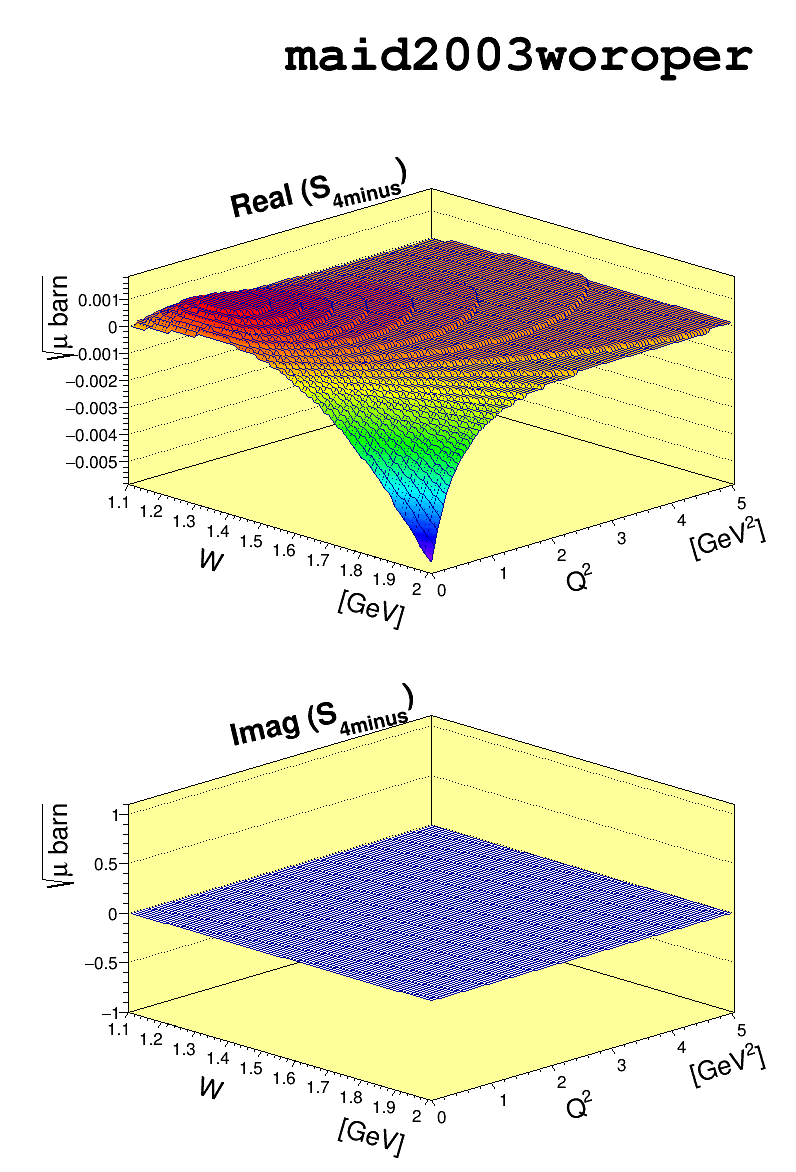 maid2003woroper
Real (S4minus)
√μ barn
0.001
0
−0.001
−0.002
−0.003
−0.004
−0.005
1.1 1.2 1.3 1.4 1.5 1.6 1.7 1.8 1.9 2
W
[GeV]
0 1 2 3 4 5
Q2
[GeV2]
Imag (S4minus)
√μ barn
1
0.5
0
−0.5
−1
1.1 1.2 1.3 1.4 1.5 1.6 1.7 1.8 1.9 2
W
[GeV]
0 1 2 3 4 5
Q2
[GeV2]